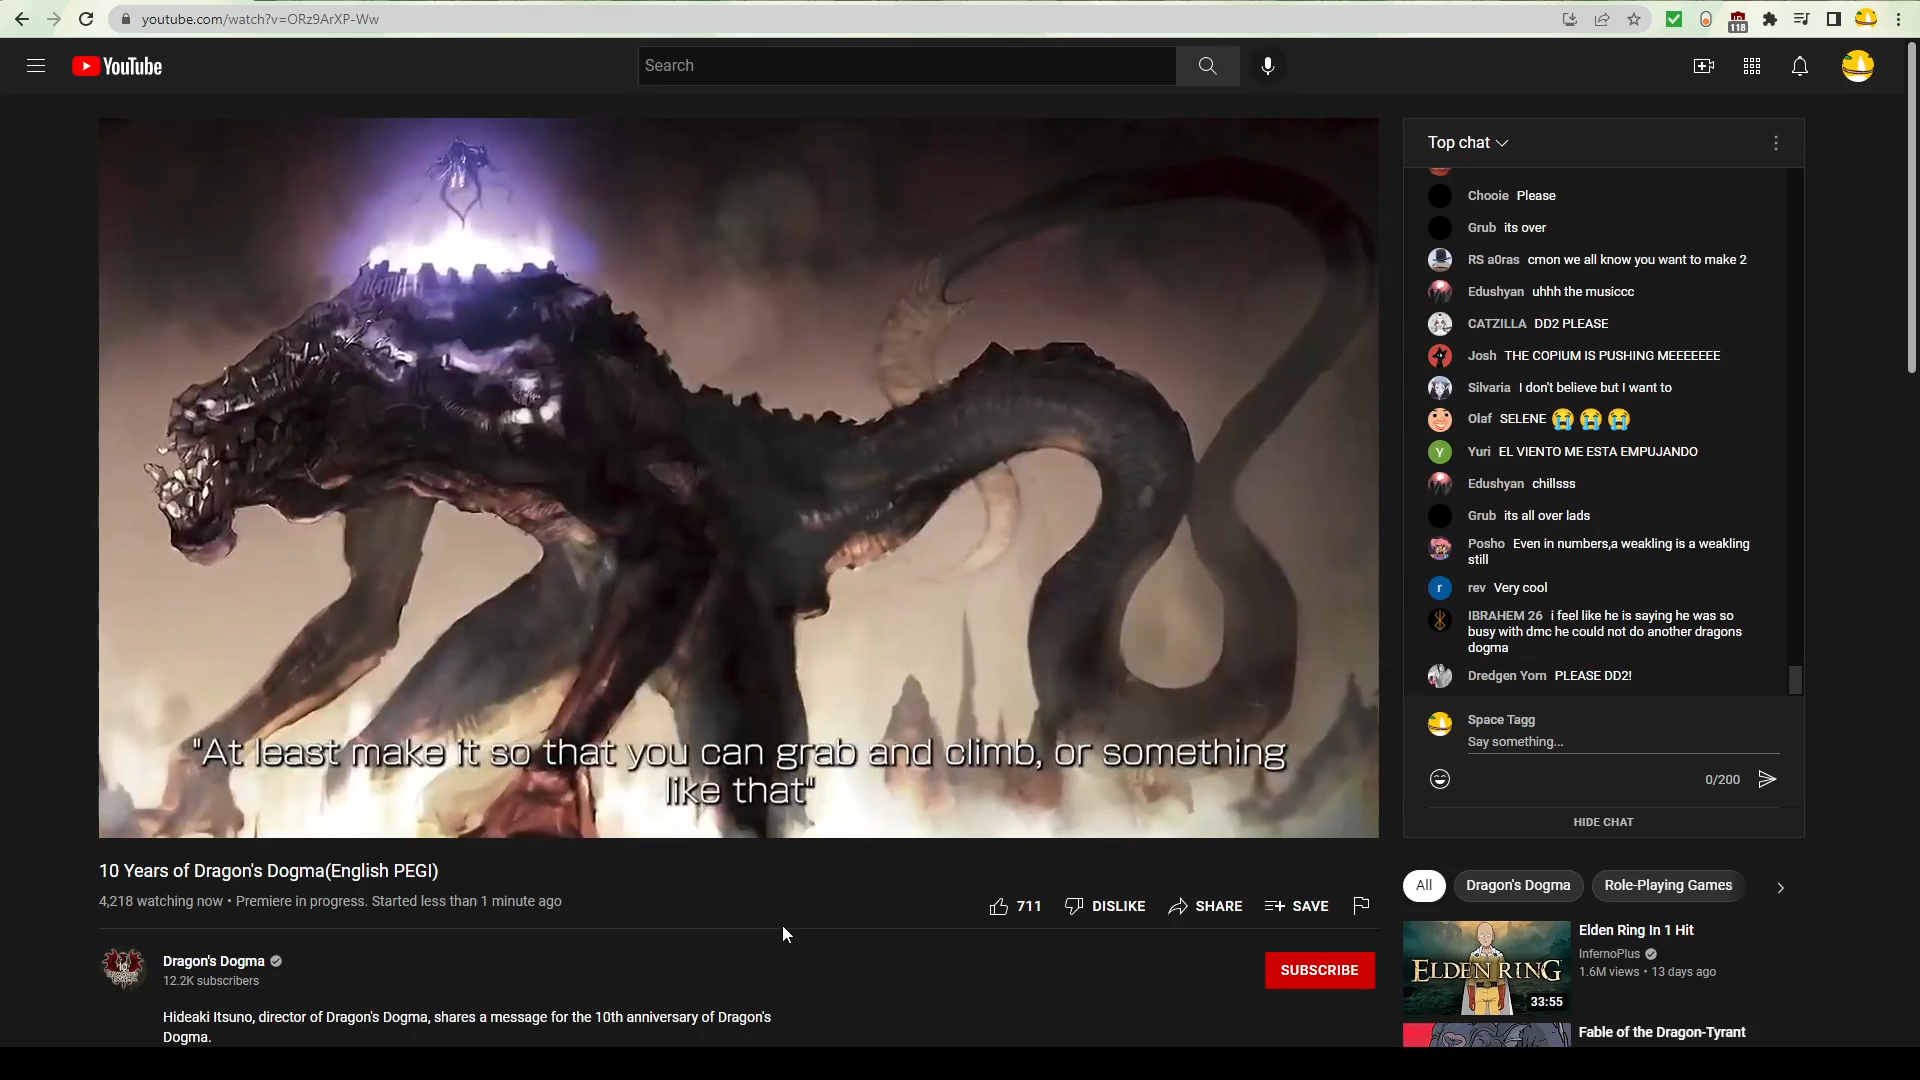 youtube.com/watch?v=ORz9ArXP-Ww
118
YouTube
Search
"At least make it so that you can grab and climb, or something
like that"
10 Years of Dragon's Dogma(English PEGI)
4,218 watching now • Premiere in progress. Started less than 1 minute ago
711
DISLIKE
SHARE
SAVE
Dragon's Dogma
12.2K subscribers
SUBSCRIBE
Hideaki Itsuno, director of Dragon's Dogma, shares a message for the 10th anniversary of Dragon's
Dogma.
Top chat
Chooie Please
Grub its over
RS a0ras cmon we all know you want to make 2
Edushyan uhhh the musiccc
CATZILLA DD2 PLEASE
Josh THE COPIUM IS PUSHING MEEEEEEE
Silvaria I don't believe but I want to
Olaf SELENE 😭 😭 😭
Y Yuri EL VIENTO ME ESTA EMPUJANDO
Edushyan chillsss
Grub its all over lads
Posho Even in numbers,a weakling is a weakling
still
r rev Very cool
IBRAHEM 26 i feel like he is saying he was so
busy with dmc he could not do another dragons
dogma
Dredgen Yorn PLEASE DD2!
Space Tagg
Say something...
0/200
HIDE CHAT
All
Dragon's Dogma
Role-Playing Games
ELDEN RING
33:55
Elden Ring In 1 Hit
InfernoPlus
1.6M views • 13 days ago
Fable of the Dragon-Tyrant